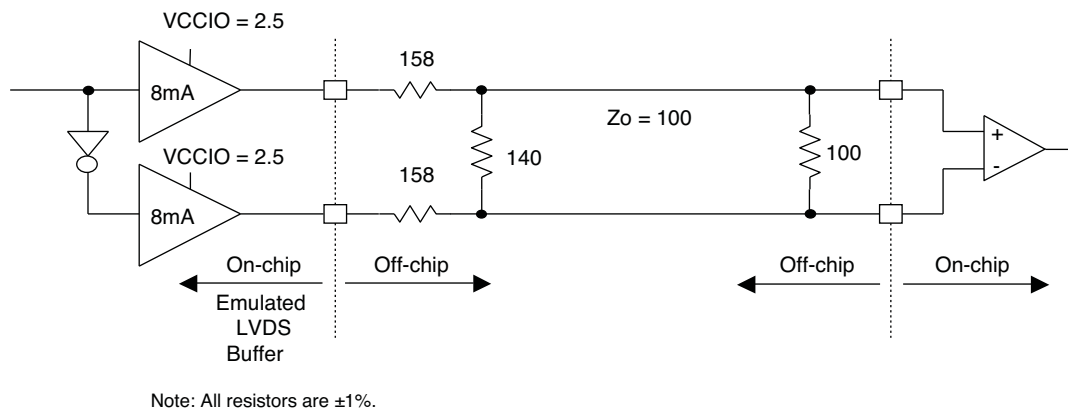 VCCIO = 2.5
158
8mA
Zo = 100
+
-
VCCIO = 2.5
140
100
158
8mA
On-chip
Off-chip
Off-chip
On-chip
Emulated
LVDS
Buffer
Note: All resistors are ±1%.